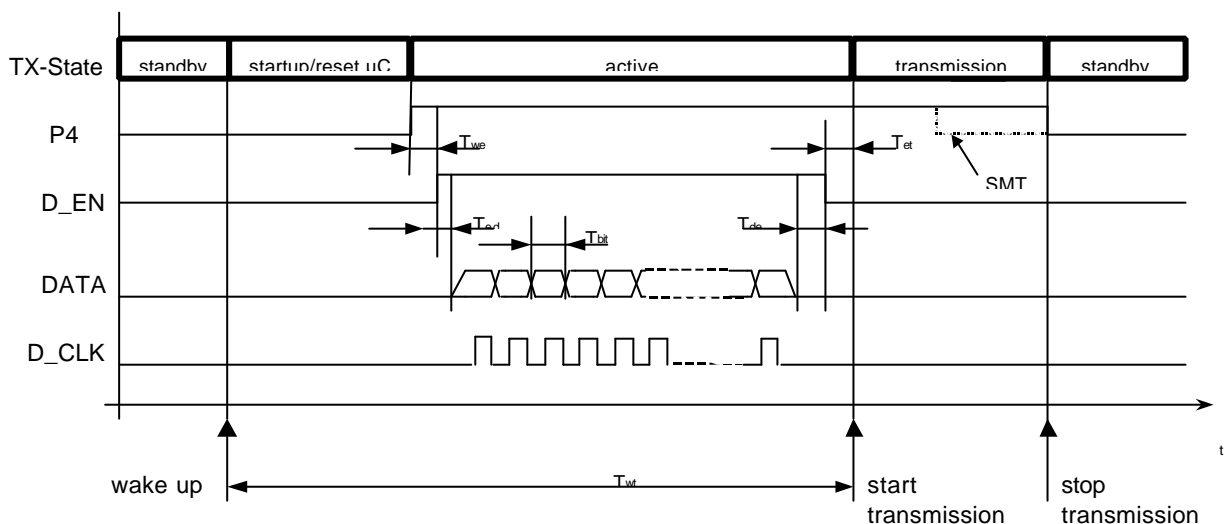 TX-State
standby
startup/reset uC
active
transmission
standby
P4
Twe
Tet
SMT
D_EN
Ted
Tbit
Tde
DATA
D_CLK
t
wake up
Twt
start
transmission
stop
transmission